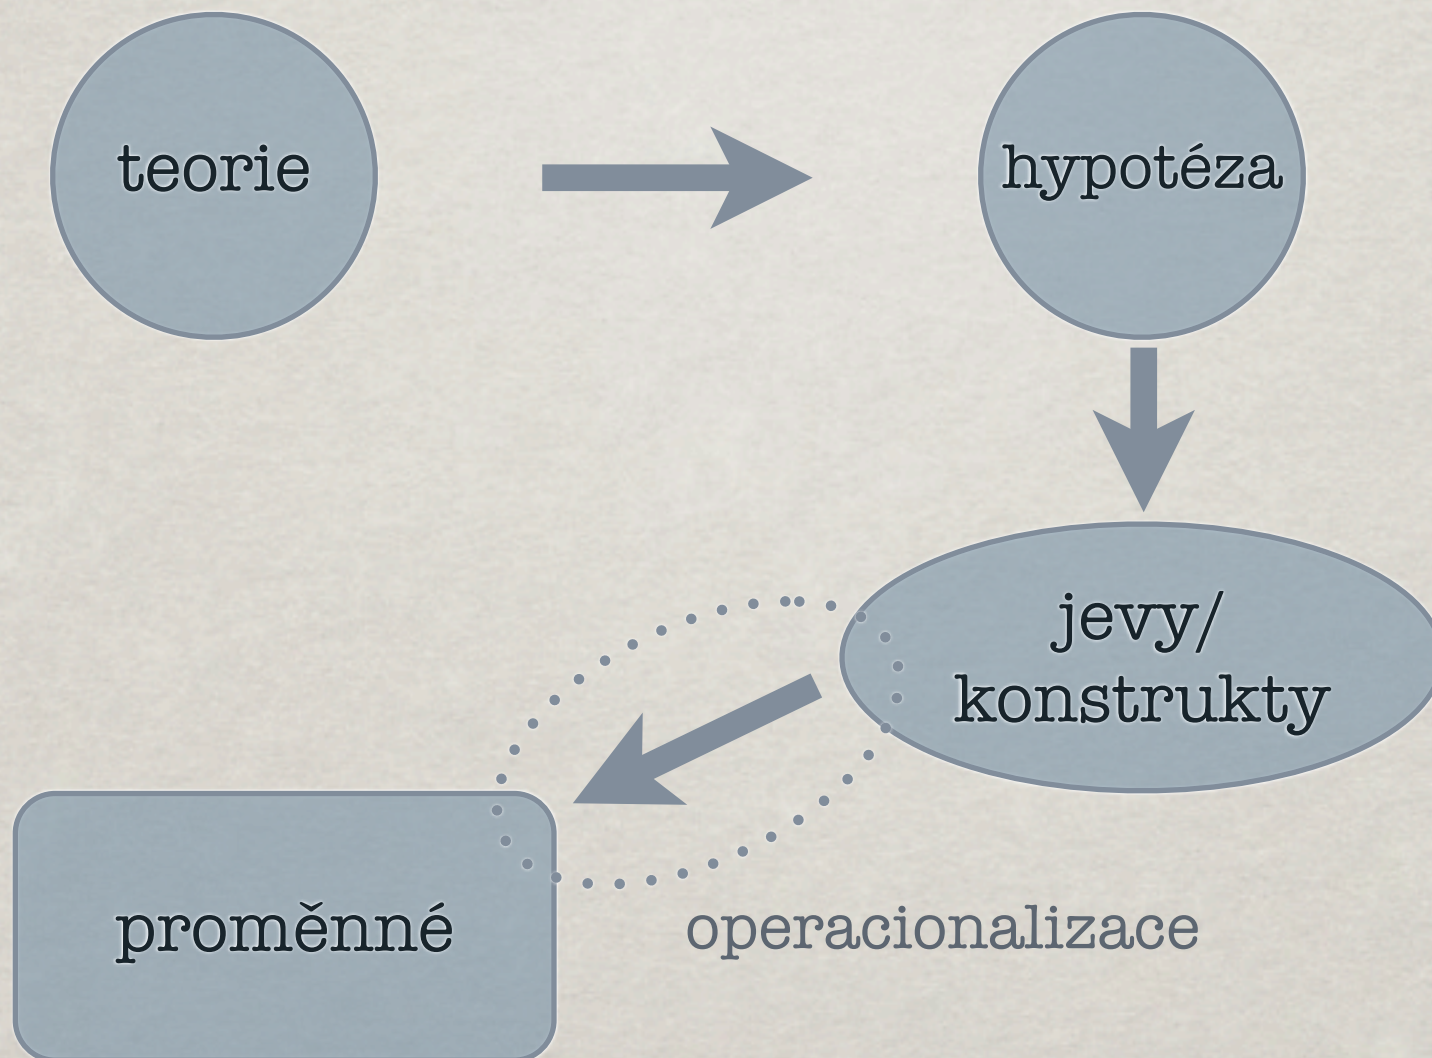 teorie
hypotéza
jevy/
konstrukty
proměnné
operacionalizace